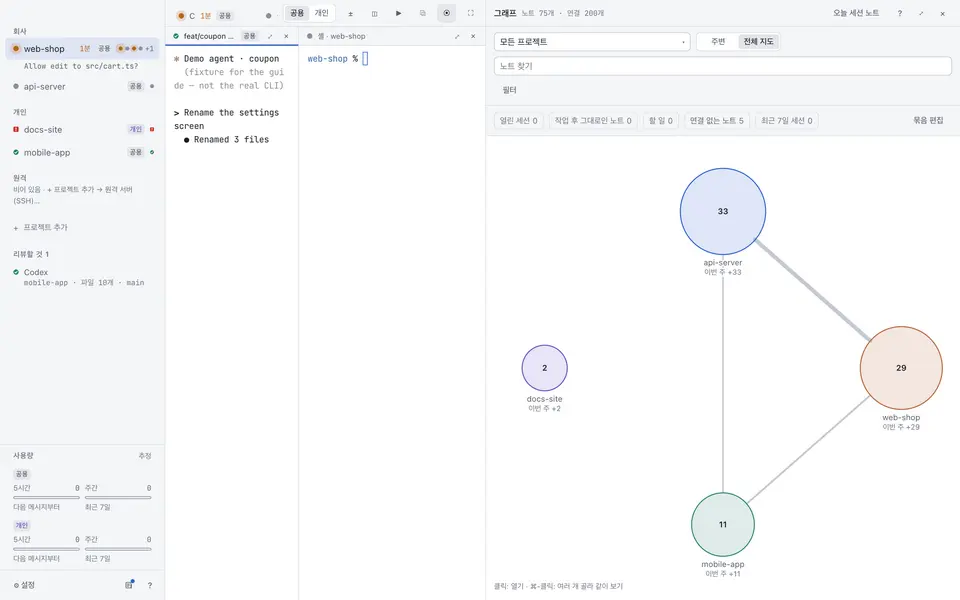 회사
web-shop 1분 공용 +1
Allow edit to src/cart.ts?
api-server 공용
개인
docs-site 개인
mobile-app 공용
원격
비어 있음 · + 프로젝트 추가 → 원격 서버
(SSH)…
+ 프로젝트 추가
리뷰할 것 1
Codex
mobile-app · 파일 10개 · main
사용량 추정
공용
5시간 0 주간 0
다음 메시지부터 최근 7일
개인
5시간 0 주간 0
다음 메시지부터 최근 7일
설정 ?
C 1분 공용
공용 개인
feat/coupon … 공용
셸 · web-shop
✻ Demo agent · coupon
(fixture for the gui
de — not the real CLI)
> Rename the settings
screen
● Renamed 3 files
web-shop %
그래프 노트 75개 · 연결 200개
오늘 세션 노트 ?
모든 프로젝트
주변 전체 지도
노트 찾기
필터
열린 세션 0
작업 후 그대로인 노트 0
할 일 0
연결 없는 노트 5
최근 7일 세션 0
묶음 편집
33
api-server
이번 주 +33
2
docs-site
이번 주 +2
29
web-shop
이번 주 +29
11
mobile-app
이번 주 +11
클릭: 열기 · ⌘-클릭: 여러 개 골라 같이 보기